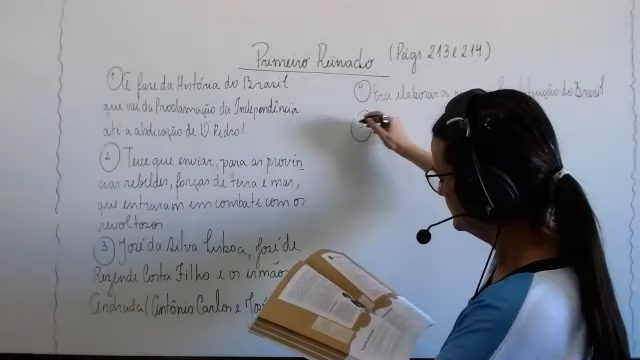 Primeiro Reinado (Págs. 213 e 214)
① É fase da História do Brasil
que vai da Proclamação da Independência
até a abdicação de D. Pedro I
② Teve que enviar, para as provín
cias rebeldes, forças de terra e mar,
que entraram em combate com os
revoltosos
③ José da Silva Lisboa, José de
Rezende Costa Filho e os irmãos
Andrada (Antônio Carlos e
Era elaborar a Constituição do Brasil